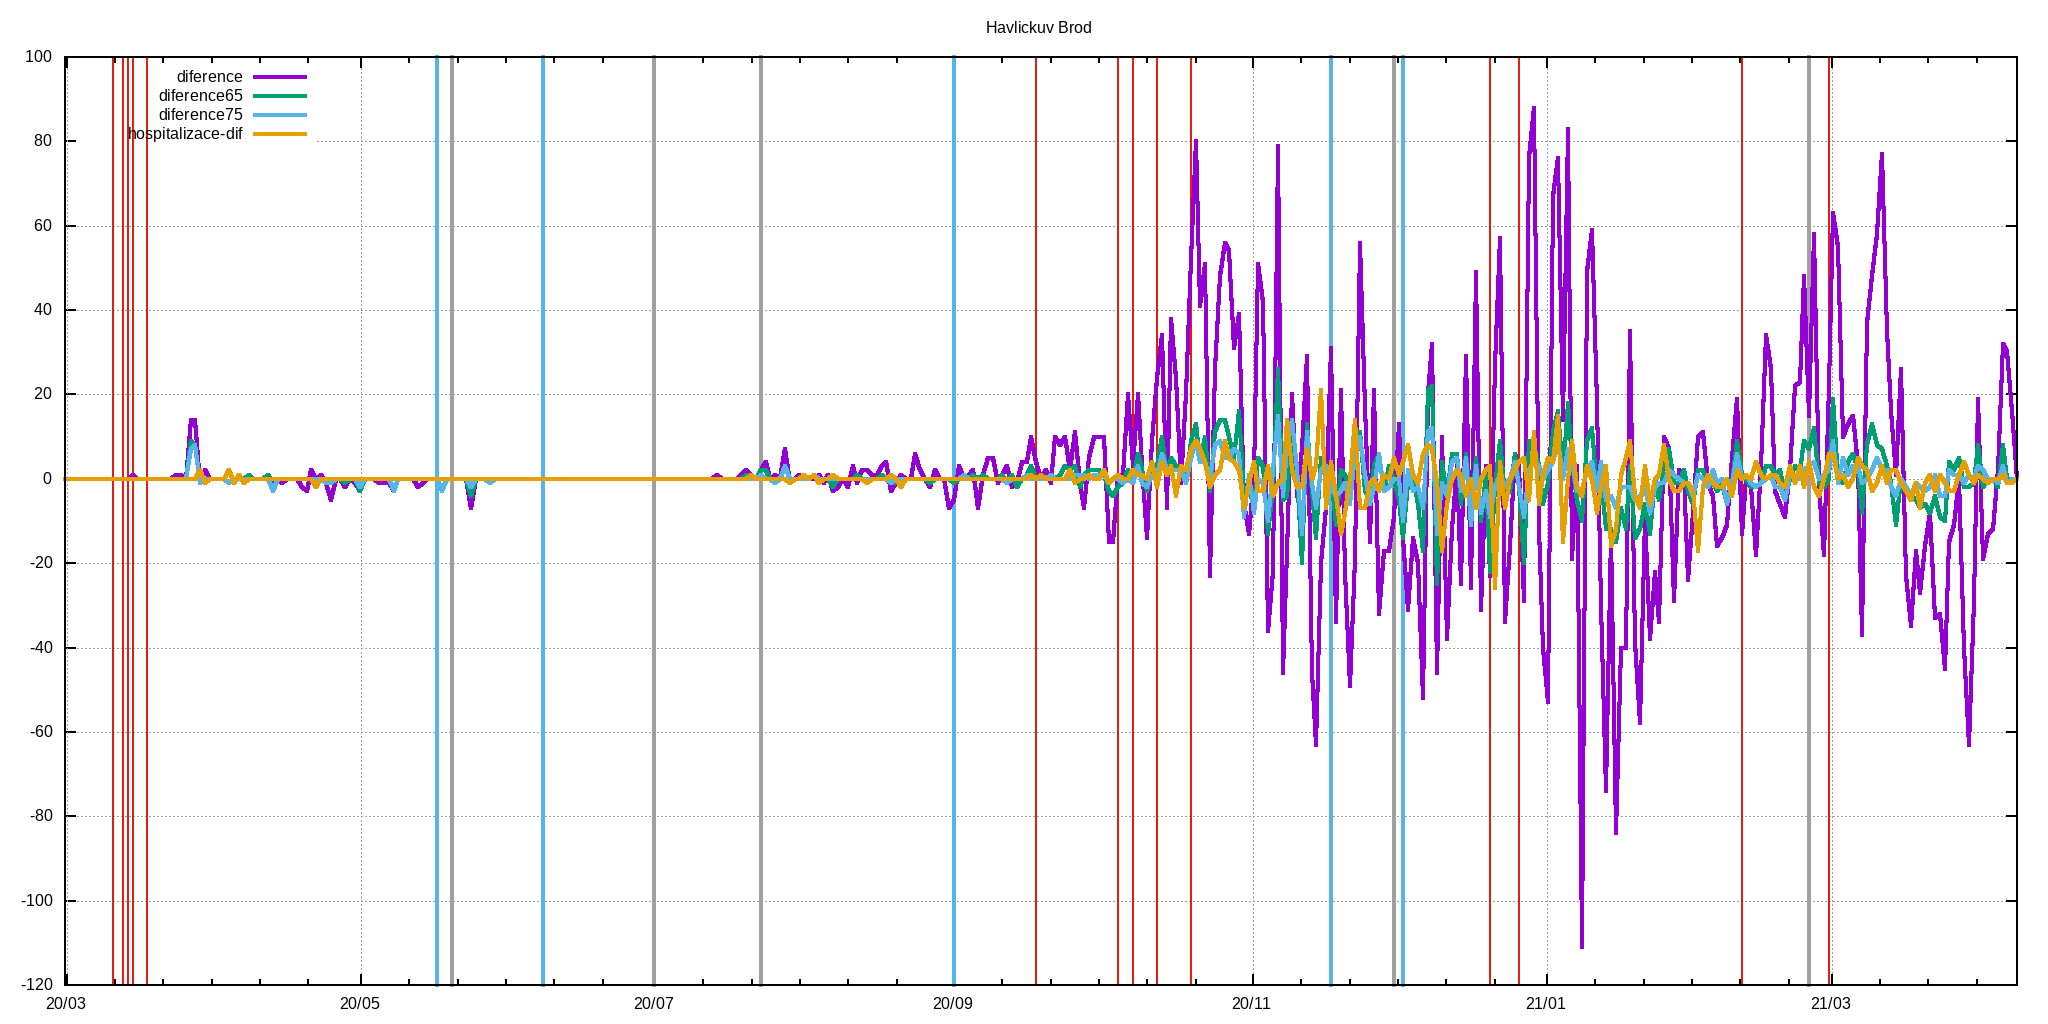 Havlickuv Brod
diference
diference65
diference75
hospitalizace-dif
100
80
60
40
20
0
-20
-40
-60
-80
-100
-120
20/03 20/05 20/07 20/09 20/11 21/01 21/03